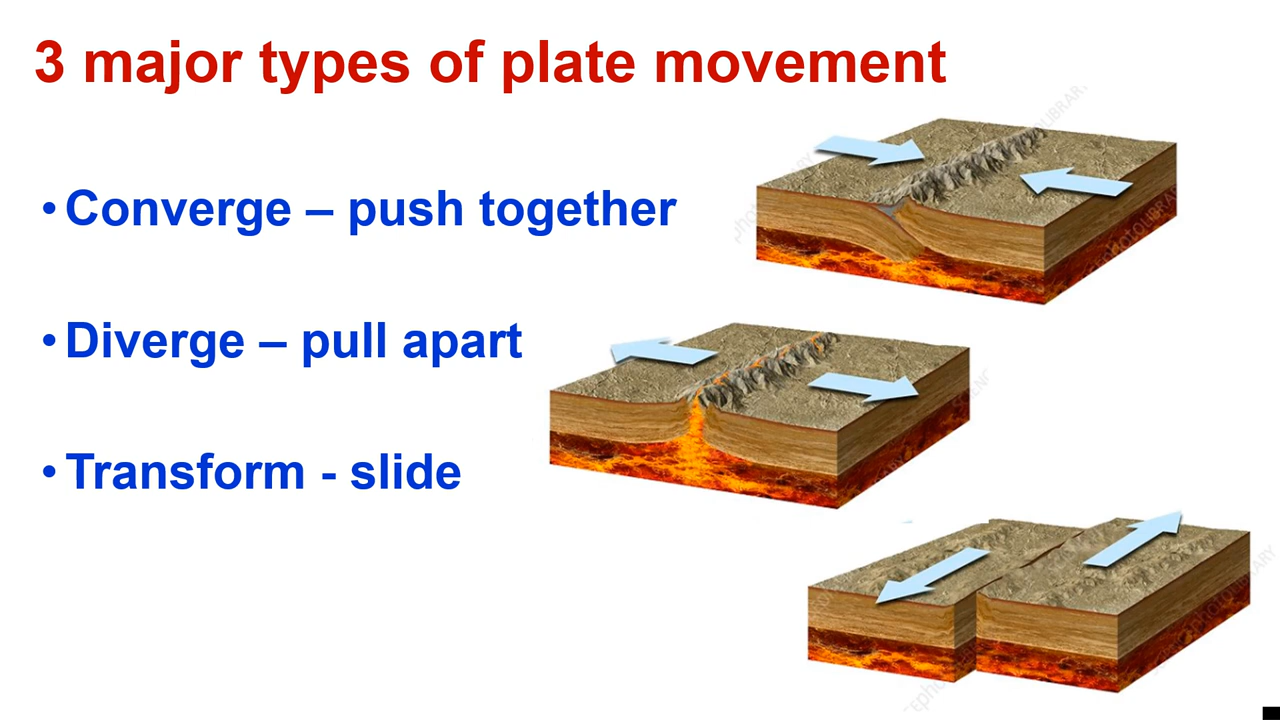 3 major types of plate movement
•Converge – push together
•Diverge – pull apart
•Transform - slide